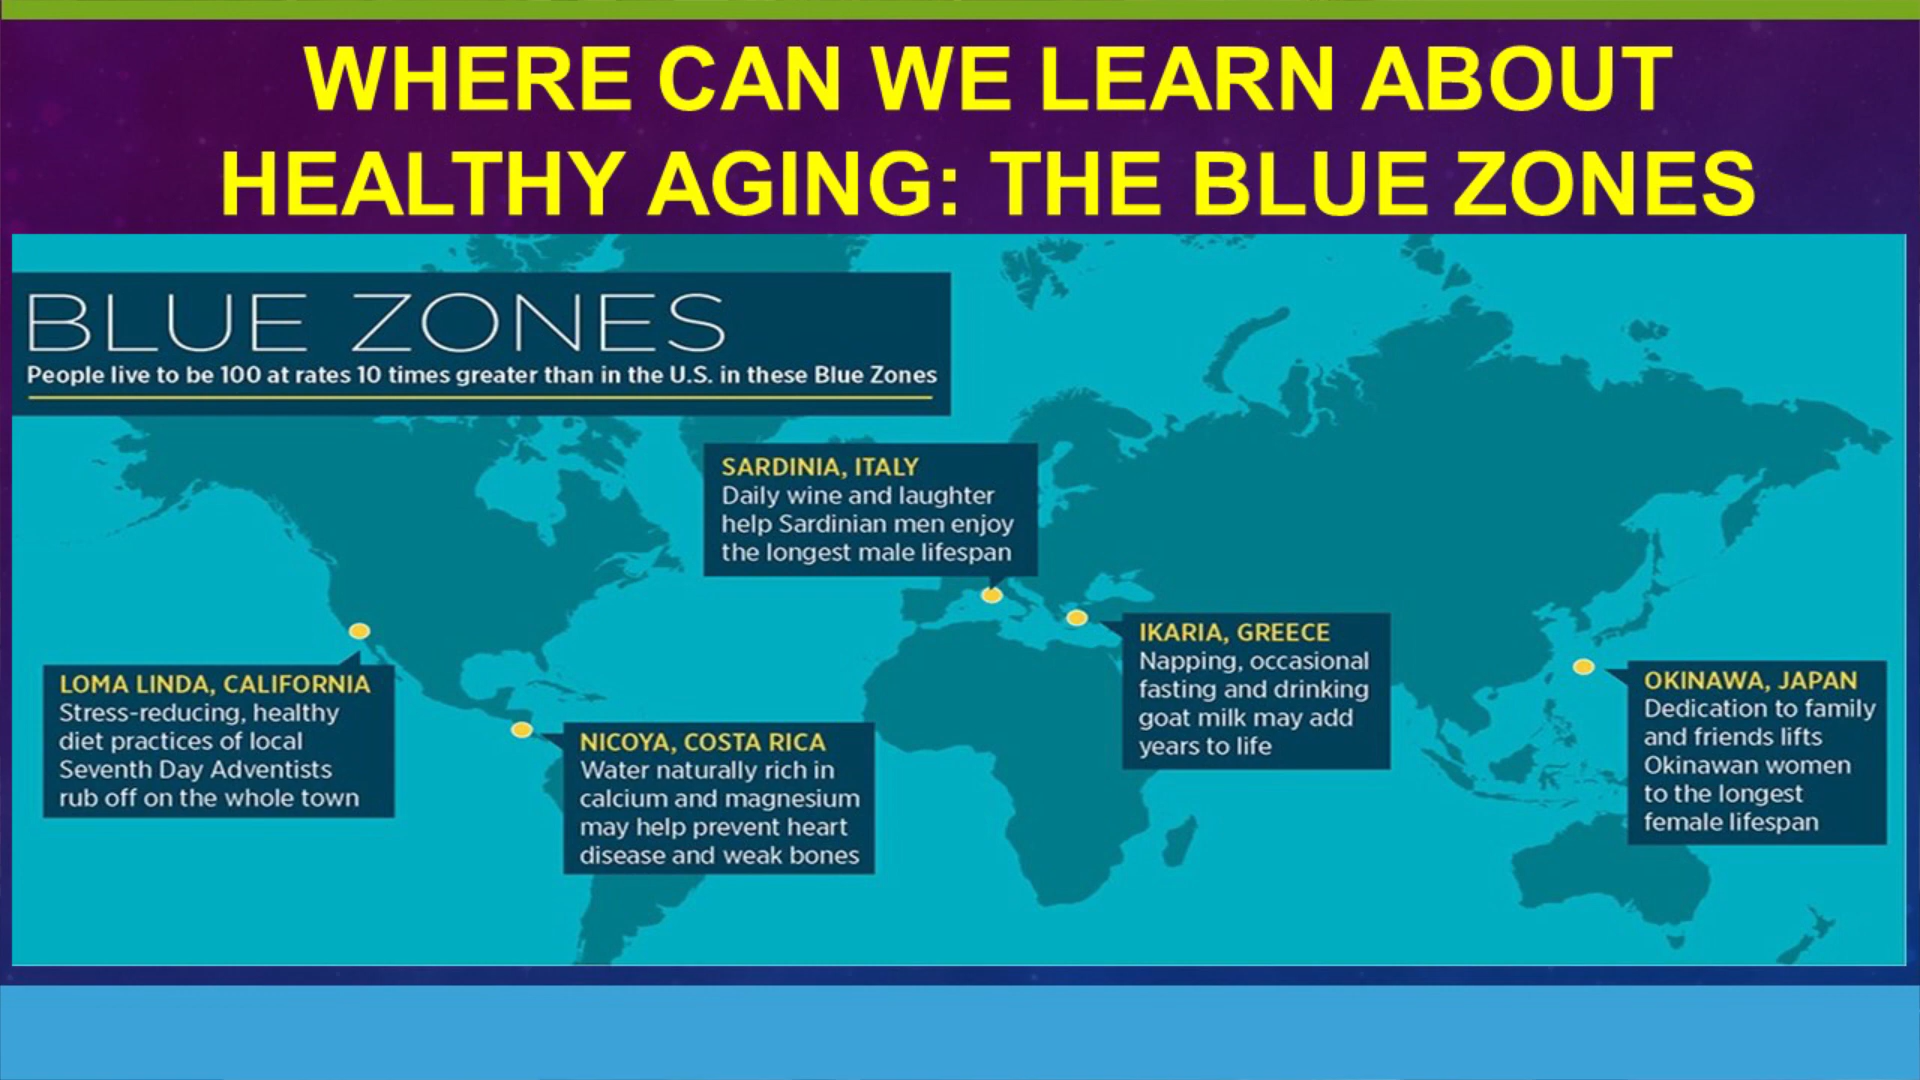 WHERE CAN WE LEARN ABOUT
HEALTHY AGING: THE BLUE ZONES
BLUE ZONES
People live to be 100 at rates 10 times greater than in the U.S. in these Blue Zones
SARDINIA, ITALY
Daily wine and laughter
help Sardinian men enjoy
the longest male lifespan
IKARIA, GREECE
Napping, occasional
fasting and drinking
goat milk may add
years to life
LOMA LINDA, CALIFORNIA
Stress-reducing, healthy
diet practices of local
Seventh Day Adventists
rub off on the whole town
NICOYA, COSTA RICA
Water naturally rich in
calcium and magnesium
may help prevent heart
disease and weak bones
OKINAWA, JAPAN
Dedication to family
and friends lifts
Okinawan women
to the longest
female lifespan